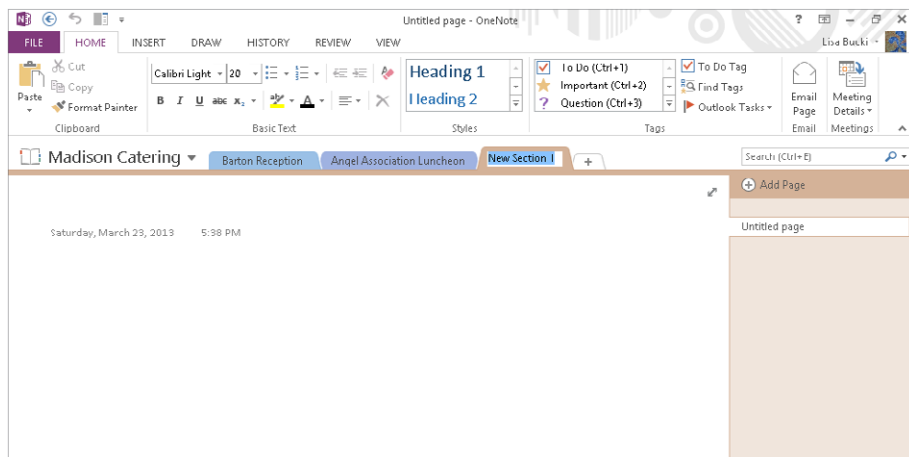 Untitled page - OneNote
FILE HOME INSERT DRAW HISTORY REVIEW VIEW Lisa Bucki
Paste
Cut
Copy
Format Painter
Clipboard
Calibri Light 20
B I U abc x₂ ab A
Basic Text
Heading 1
Heading 2
Styles
To Do (Ctrl+1)
Important (Ctrl+2)
? Question (Ctrl+3)
To Do Tag
Find Tags
Outlook Tasks
Tags
Email
Page
Email
Meeting
Details
Meetings
Madison Catering Barton Reception Angel Association Luncheon New Section 1 + Search (Ctrl+E)
Add Page
Untitled page
Saturday, March 23, 2013 5:38 PM